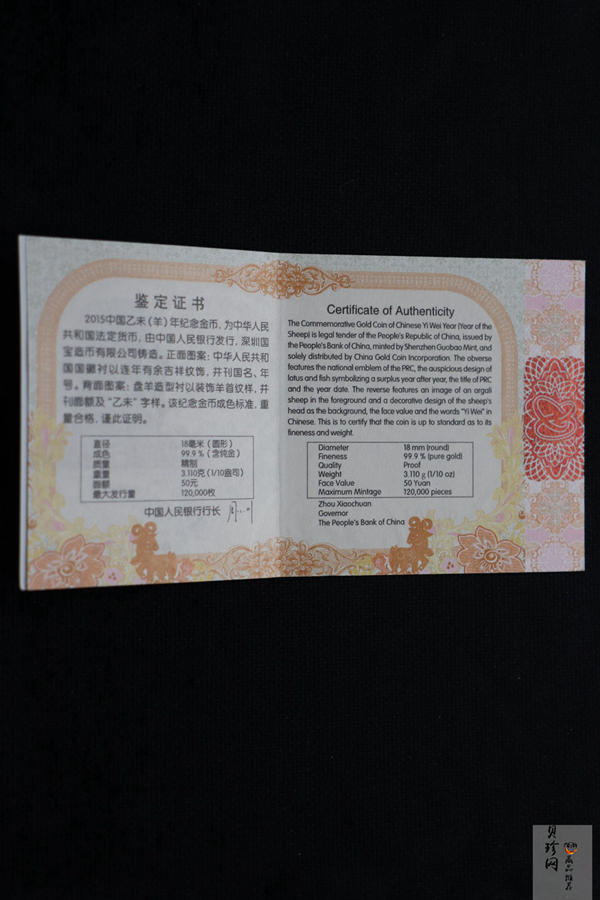 鉴定证书
2015中国乙未(羊)年纪念金币，为中华人民
共和国法定货币，由中国人民银行发行，深圳国
宝造币有限公司铸造。正面图案：中华人民共和
国国徽衬以连年有余吉祥纹饰，并刊国名、年
号。背面图案：盘羊造型衬以装饰羊首纹样，并
刊面额及“乙未”字样。该纪念金币成色标准，重
量合格，谨此证明。
直径 18毫米（圆形）
成色 99.9%（含纯金）
质量 精制
重量 3.110克(1/10盎司)
面额 50元
最大发行量 120,000枚
中国人民银行行长
Certificate of Authenticity
The Commemorative Gold Coin of Chinese Yi Wei Year (Year of the
Sheep) is legal tender of the People's Republic of China, issued by
the People's Bank of China, minted by Shenzhen Guobao Mint, and
solely distributed by China Gold Coin Incorporation. The obverse
features the national emblem of the PRC, the auspicious design of
lotus and fish symbolizing a surplus year after year, the title of PRC
and the year date. The reverse features an image of an argali
sheep in the foreground and a decorative design of the sheep's
head as the background, the face value and the words "Yi Wei" in
Chinese. This is to certify that the coin is up to standard as to its
fineness and weight.
Diameter 18 mm (round)
Fineness 99.9 % (pure gold)
Quality Proof
Weight 3.110 g (1/10 oz)
Face Value 50 Yuan
Maximum Mintage 120,000 pieces
Zhou Xiaochuan
Governor
The People's Bank of China
贝珍网
藏品推荐